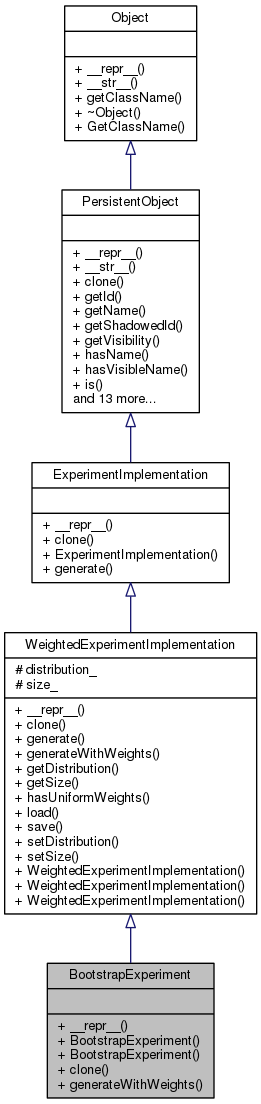 Object
+ __repr__()
+ __str__()
+ getClassName()
+ ~Object()
+ GetClassName()
PersistentObject
+ __repr__()
+ __str__()
+ clone()
+ getId()
+ getName()
+ getShadowedId()
+ getVisibility()
+ hasName()
+ hasVisibleName()
+ is()
and 13 more...
ExperimentImplementation
+ __repr__()
+ clone()
+ ExperimentImplementation()
+ generate()
WeightedExperimentImplementation
# distribution_
# size_
+ __repr__()
+ clone()
+ generate()
+ generateWithWeights()
+ getDistribution()
+ getSize()
+ hasUniformWeights()
+ load()
+ save()
+ setDistribution()
+ setSize()
+ WeightedExperimentImplementation()
+ WeightedExperimentImplementation()
+ WeightedExperimentImplementation()
BootstrapExperiment
+ __repr__()
+ BootstrapExperiment()
+ BootstrapExperiment()
+ clone()
+ generateWithWeights()